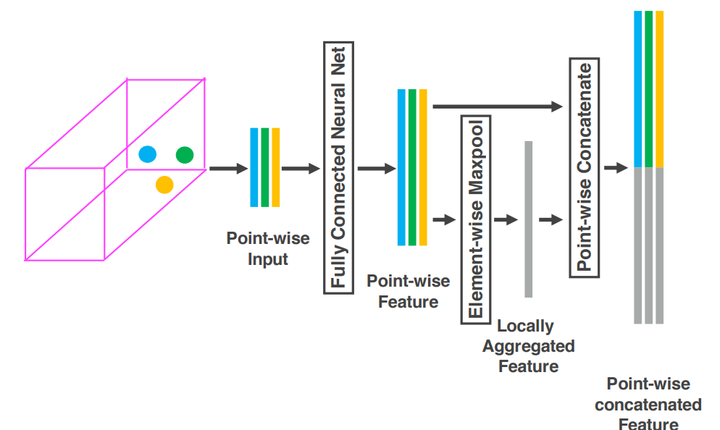 Point-wise
Input
Fully Connected Neural Net
Point-wise
Feature
Element-wise Maxpool
Locally
Aggregated
Feature
Point-wise Concatenate
Point-wise
concatenated
Feature